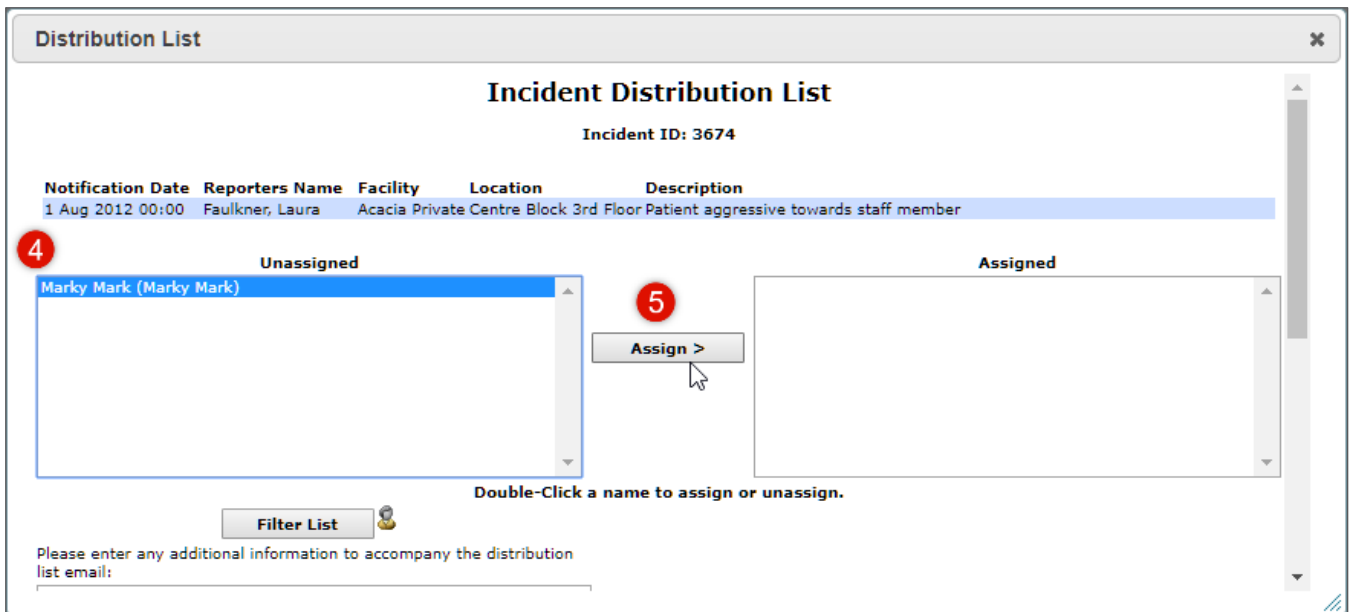 Distribution List
Incident Distribution List
Incident ID: 3674
Notification Date Reporters Name Facility Location Description
1 Aug 2012 00:00 Faulkner, Laura Acacia Private Centre Block 3rd Floor Patient aggressive towards staff member
4
Unassigned Assigned
Marky Mark (Marky Mark)
5
Assign >
Double-Click a name to assign or unassign.
Filter List
Please enter any additional information to accompany the distribution
list email: